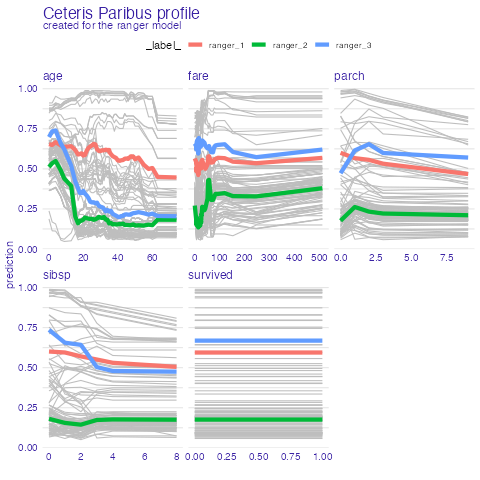 Ceteris Paribus profile
created for the ranger model
_label_ ranger_1 ranger_2 ranger_3
age fare parch
1.00
0.75
0.50
0.25
0.00
0 20 40 60 0 100 200 300 400 500 0.0 2.5 5.0 7.5
prediction
sibsp survived
1.00
0.75
0.50
0.25
0.00
0 2 4 6 8 0.00 0.25 0.50 0.75 1.00